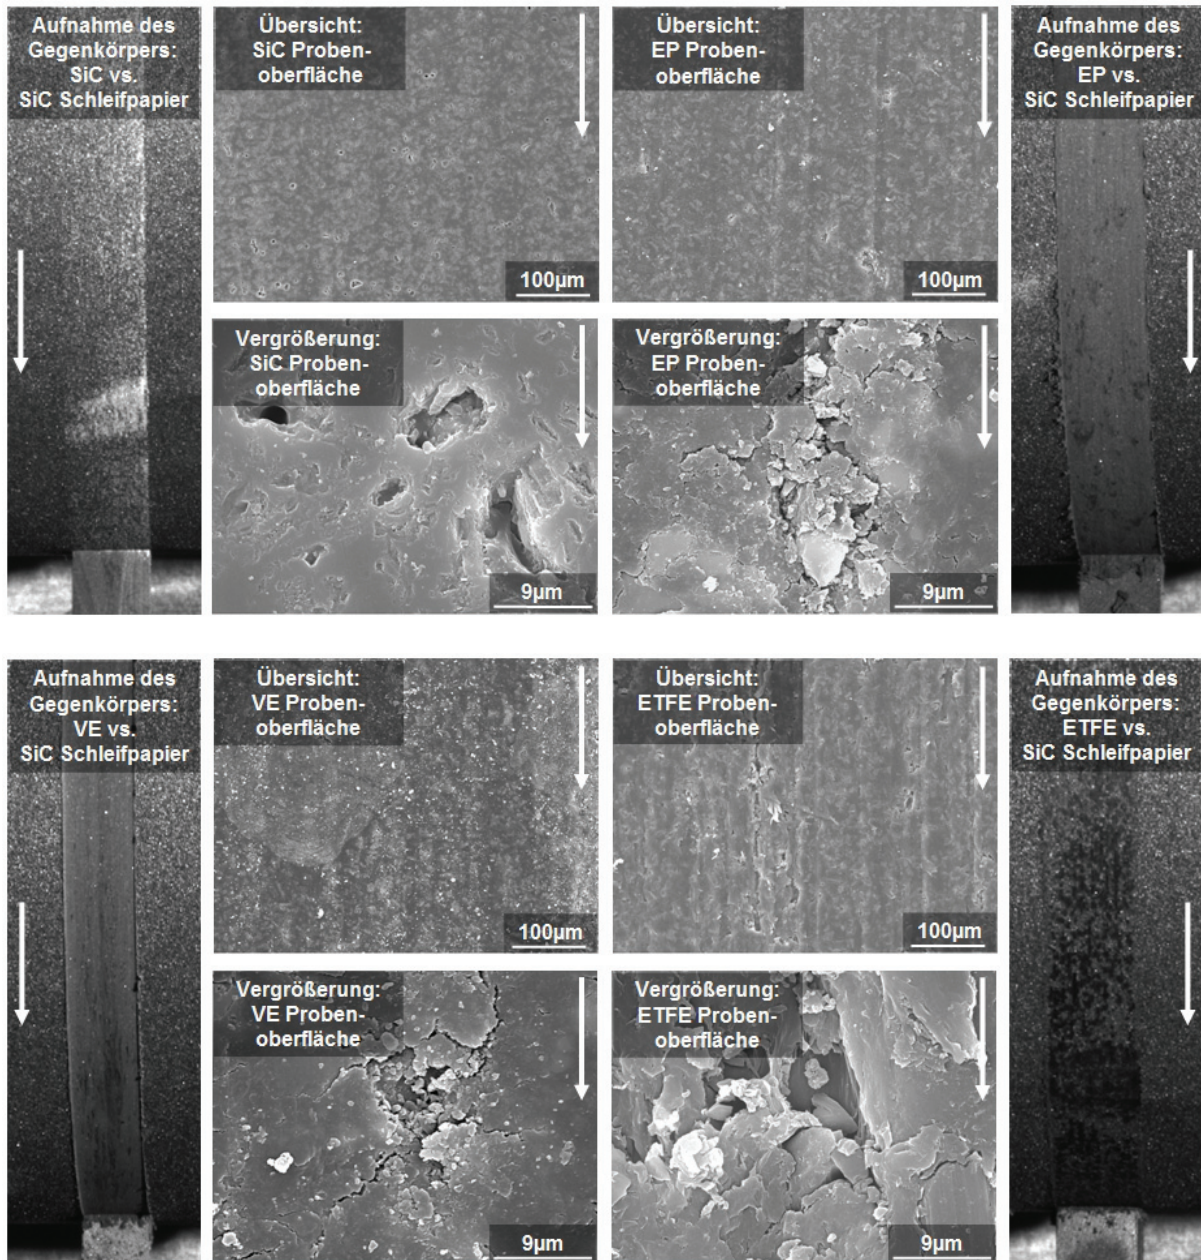 Aufnahme des
Gegenkörpers:
SiC vs.
SiC Schleifpapier
Übersicht:
SiC Proben-
oberfläche
100µm
Übersicht:
EP Proben-
oberfläche
100µm
Aufnahme des
Gegenkörpers:
EP vs.
SiC Schleifpapier
Vergrößerung:
SiC Proben-
oberfläche
9µm
Vergrößerung:
EP Proben-
oberfläche
9µm
Aufnahme des
Gegenkörpers:
VE vs.
SiC Schleifpapier
Übersicht:
VE Proben-
oberfläche
100µm
Übersicht:
ETFE Proben-
oberfläche
100µm
Aufnahme des
Gegenkörpers:
ETFE vs.
SiC Schleifpapier
Vergrößerung:
VE Proben-
oberfläche
9µm
Vergrößerung:
ETFE Proben-
oberfläche
9µm